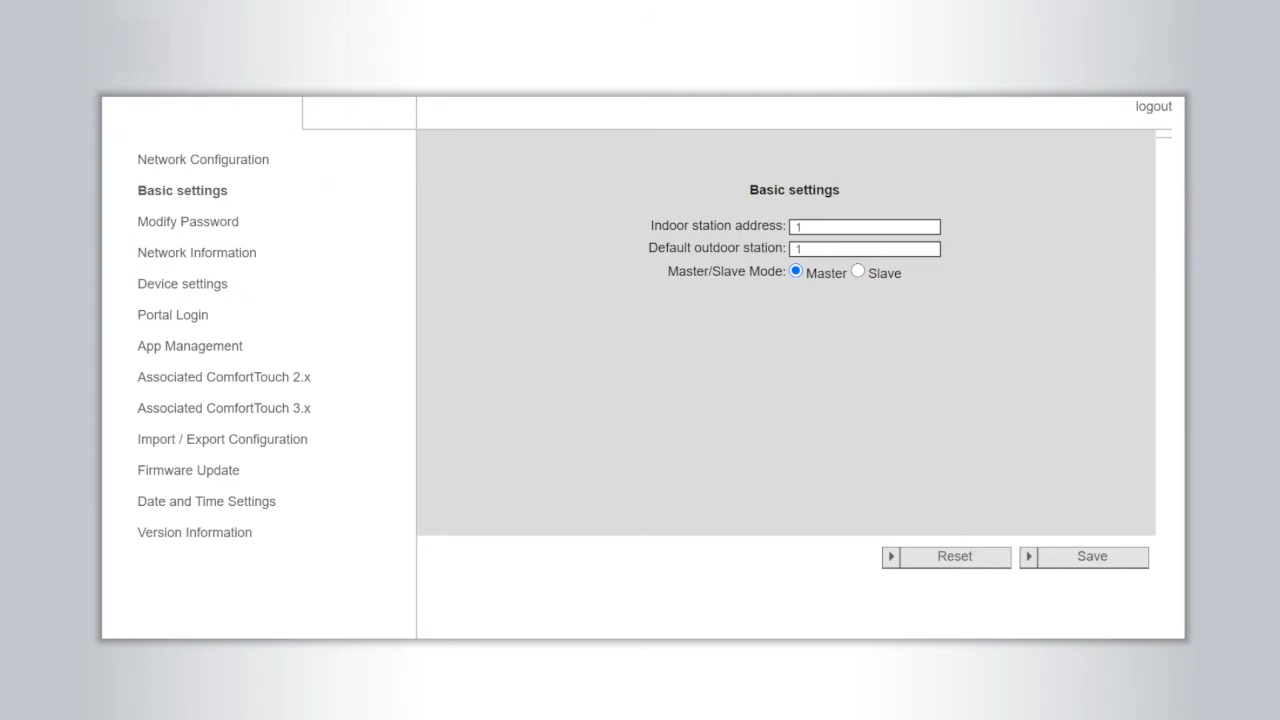 logout
Network Configuration
Basic settings
Modify Password
Network Information
Device settings
Portal Login
App Management
Associated ComfortTouch 2.x
Associated ComfortTouch 3.x
Import / Export Configuration
Firmware Update
Date and Time Settings
Version Information
Basic settings
Indoor station address: 1
Default outdoor station: 1
Master/Slave Mode: Master Slave
Reset Save